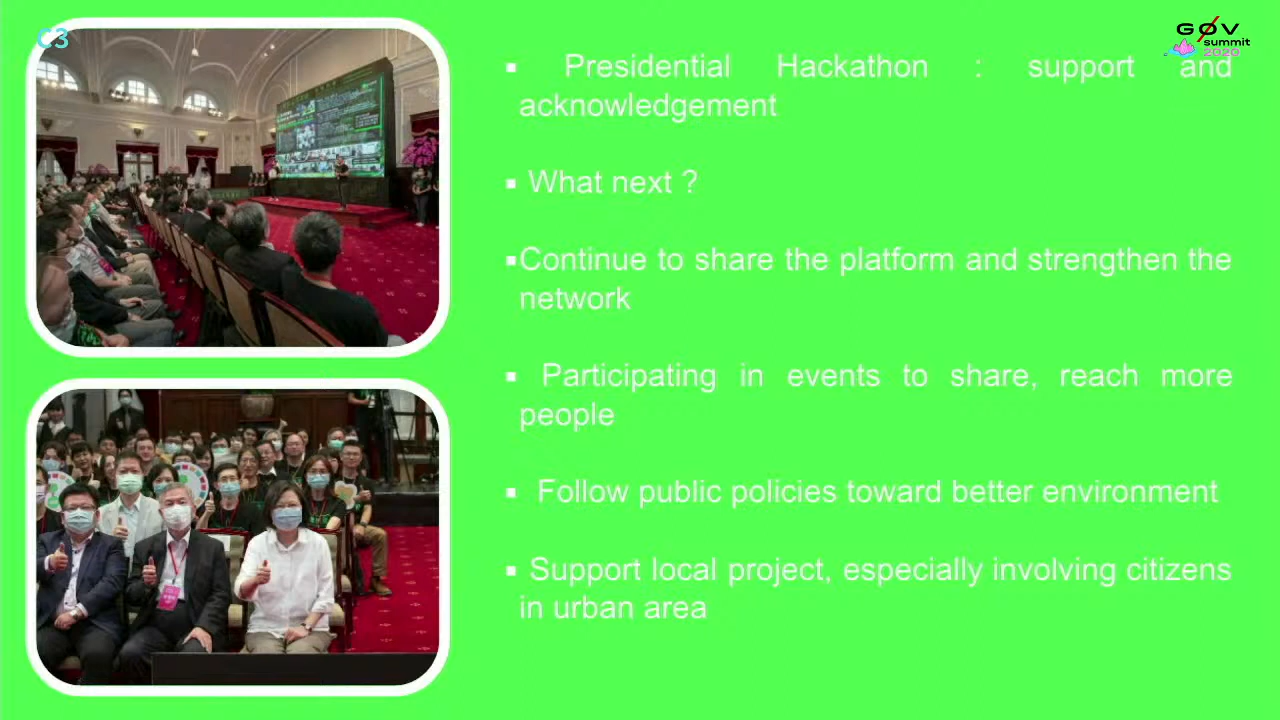 C3
GØV
summit
2020
▪ Presidential Hackathon : support and
acknowledgement
▪ What next ?
▪Continue to share the platform and strengthen the
network
▪ Participating in events to share, reach more
people
▪ Follow public policies toward better environment
▪ Support local project, especially involving citizens
in urban area